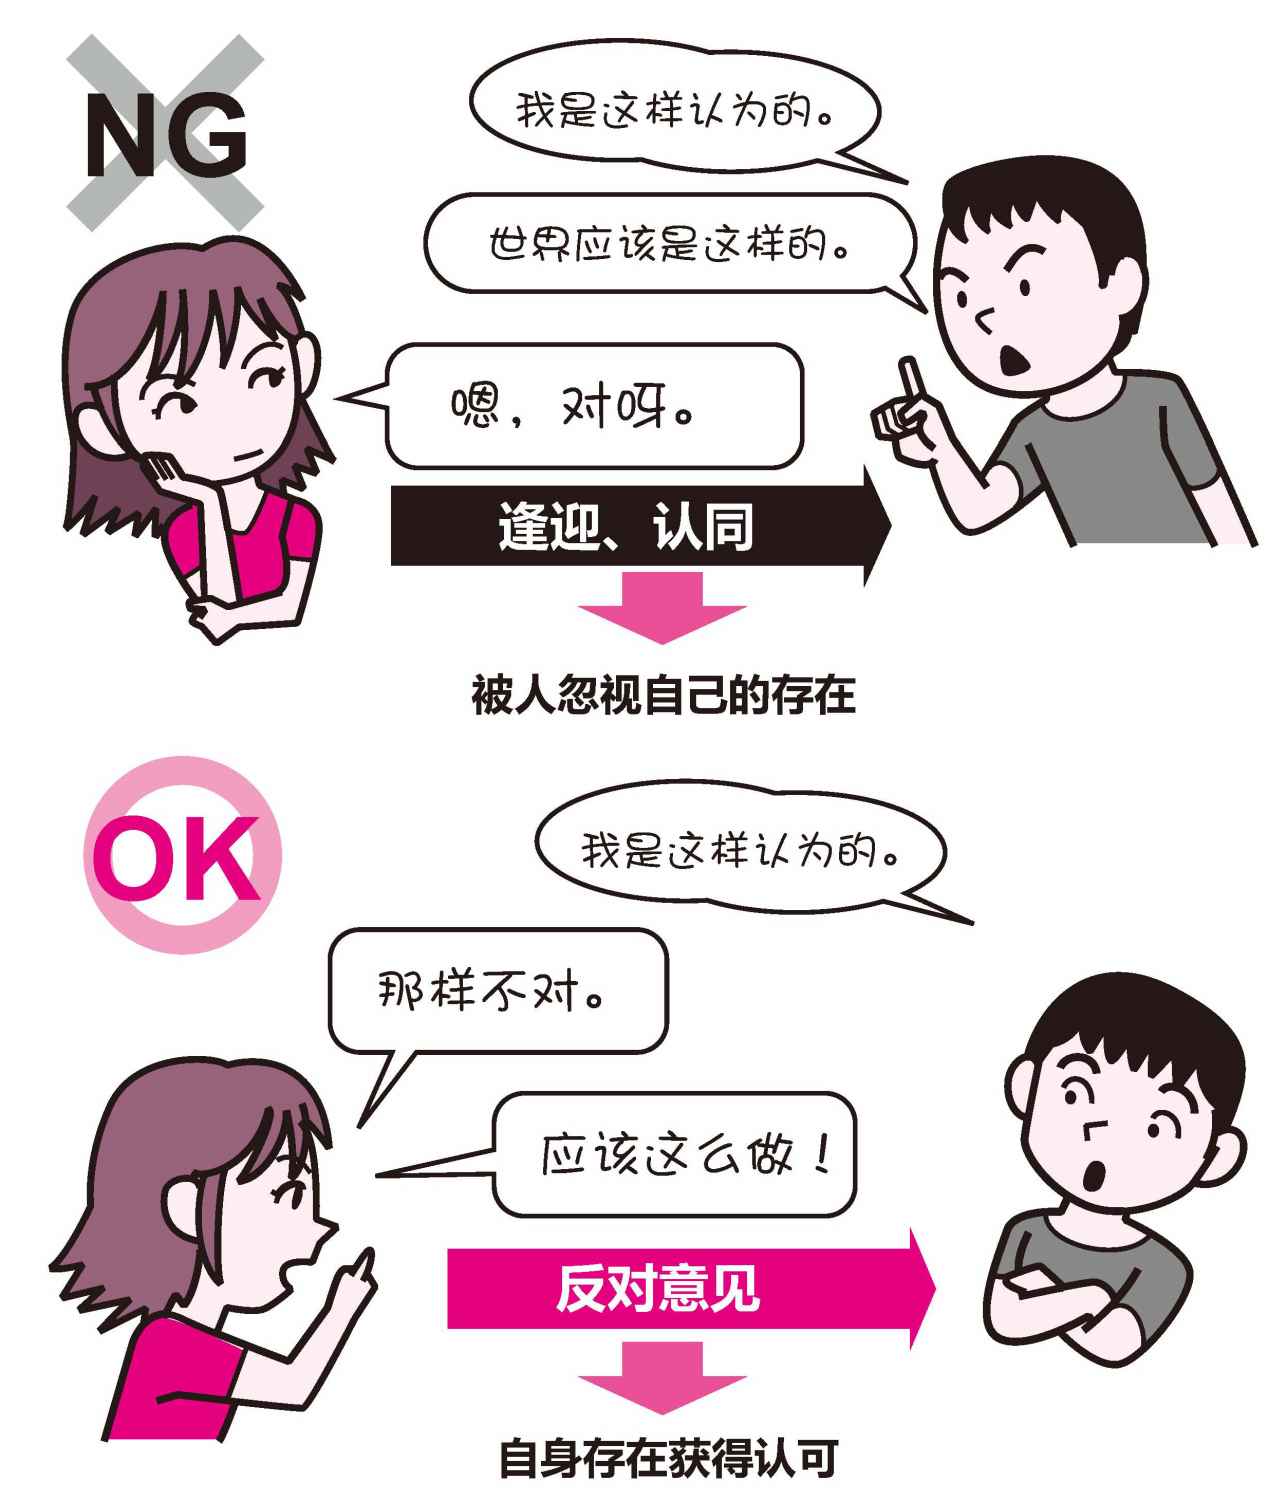 NG
我是这样认为的。
世界应该是这样的。
嗯，对呀。
逢迎、认同
被人忽视自己的存在
OK
我是这样认为的。
那样不对。
应该这么做！
反对意见
自身存在获得认可